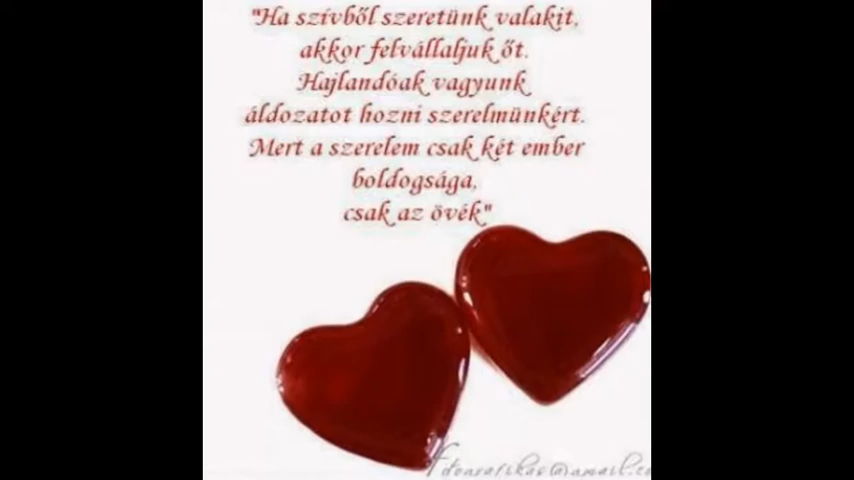 "Ha szívből szeretünk valakit,
akkor felvállaljuk őt.
Hajlandóak vagyunk
áldozatot hozni szerelmünkért.
Mert a szerelem csak két ember
boldogsága,
csak az övék"